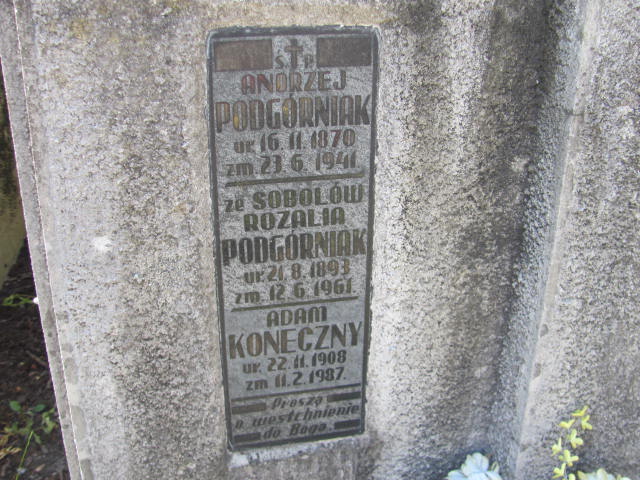 Ś † P
ANDRZEJ
PODGÓRNIAK
ur. 16.11.1870
zm. 23.6.1941
ze SOBOLÓW
ROZALIA
PODGÓRNIAK
ur. 21.8.1893
zm. 12.6.1961
ADAM
KONECZNY
ur. 22.11.1908
zm 11.2.1987
Proszą
o westchnienie
do Boga